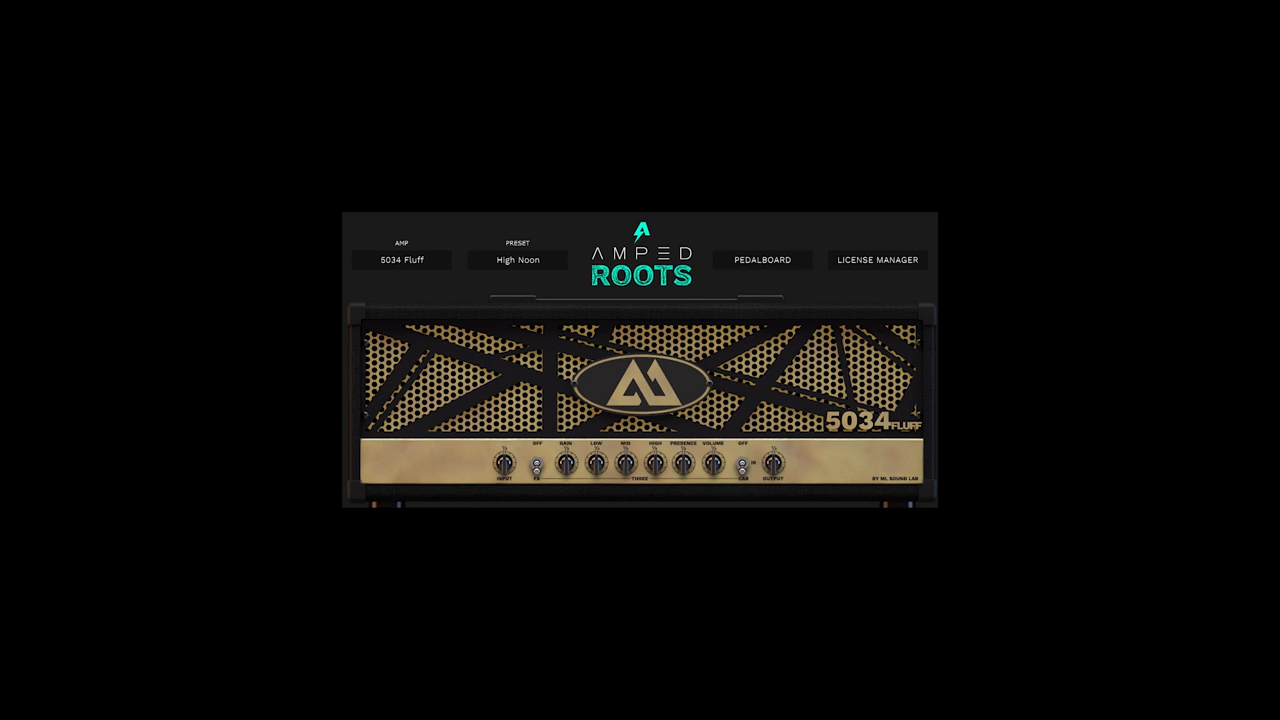 AMP
PRESET
5034 Fluff
High Noon
AMPED
ROOTS
PEDALBOARD
LICENSE MANAGER
5034 FLUFF
OFF
GAIN
LOW
MID
HIGH
PRESENCE
VOLUME
OFF
INPUT
FX
THREE
CAB
OUTPUT
BY ML SOUND LAB